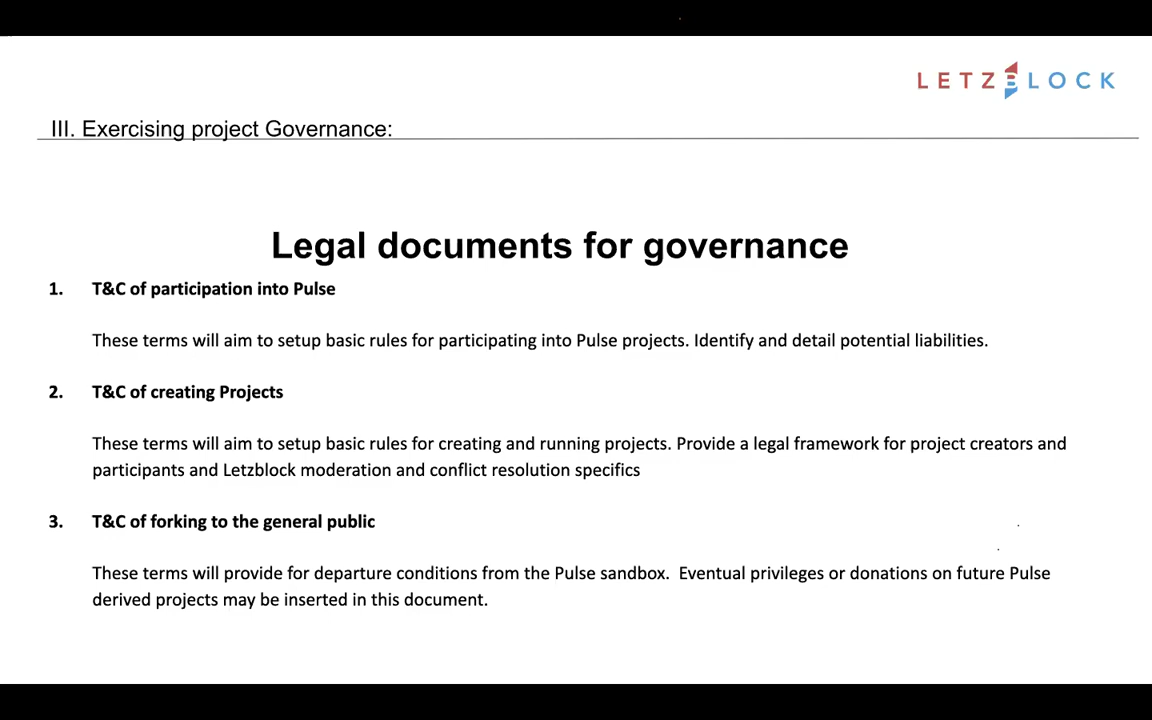 LETZBLOCK
III. Exercising project Governance:
Legal documents for governance
1. T&C of participation into Pulse
These terms will aim to setup basic rules for participating into Pulse projects. Identify and detail potential liabilities.
2. T&C of creating Projects
These terms will aim to setup basic rules for creating and running projects. Provide a legal framework for project creators and
participants and Letzblock moderation and conflict resolution specifics
3. T&C of forking to the general public
These terms will provide for departure conditions from the Pulse sandbox. Eventual privileges or donations on future Pulse
derived projects may be inserted in this document.